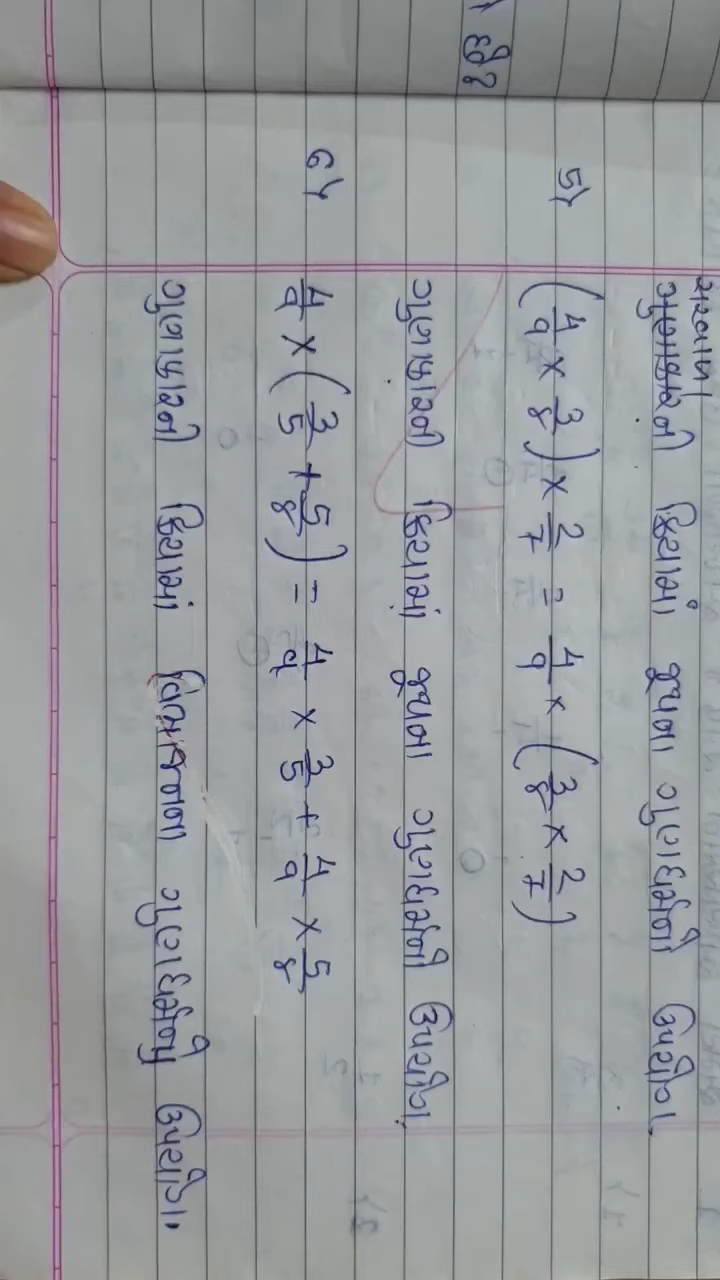 સરવાળા
ગુણાકારની ક્રિયામાં જૂથના ગુણધર્મનો ઉપયોગ.
5) (4/9 × 3/8) × 2/7 = 4/9 × (3/8 × 2/7)
ગુણાકારની ક્રિયામાં જૂથના ગુણધર્મનો ઉપયોગ.
6) 4/9 × (3/5 + 5/8) = 4/9 × 3/5 + 4/9 × 5/8
ગુણાકારની ક્રિયામાં વિભાજનના ગુણધર્મનો ઉપયોગ.